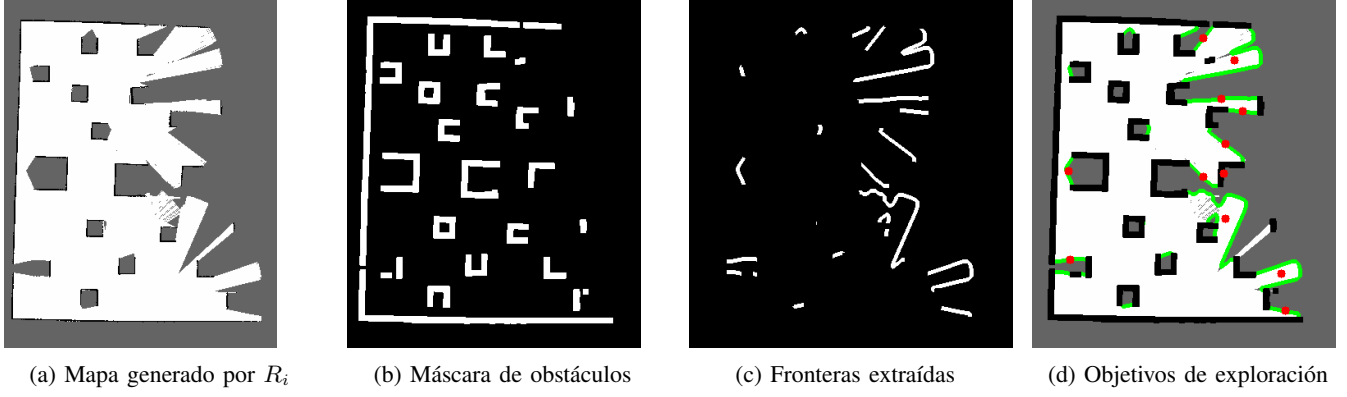 (a) Mapa generado por R_i
(b) Máscara de obstáculos
(c) Fronteras extraídas
(d) Objetivos de exploración